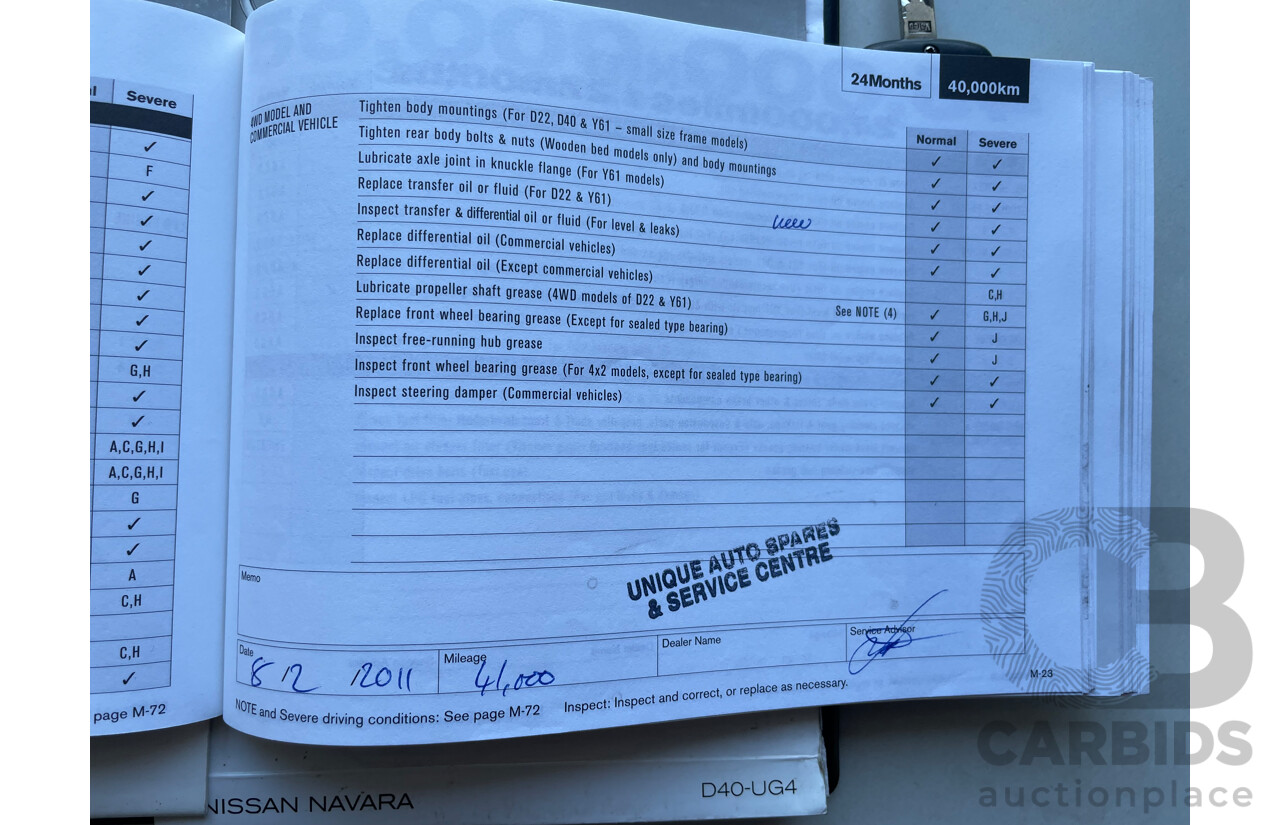 Severe
✓
F
✓
✓
✓
✓
✓
✓
✓
G,H
✓
✓
A,C,G,H,I
A,C,G,H,I
G
✓
✓
A
C,H
C,H
✓
page M-72
24Months 40,000km
Normal Severe
4WD MODEL AND
COMMERCIAL VEHICLE
Tighten body mountings (For D22, D40 & Y61 – small size frame models) ✓ ✓
Tighten rear body bolts & nuts (Wooden bed models only) and body mountings ✓ ✓
Lubricate axle joint in knuckle flange (For Y61 models) ✓ ✓
Replace transfer oil or fluid (For D22 & Y61) ✓ ✓
Inspect transfer & differential oil or fluid (For level & leaks) ✓ ✓
Replace differential oil (Commercial vehicles) ✓ ✓
Replace differential oil (Except commercial vehicles) C,H
Lubricate propeller shaft grease (4WD models of D22 & Y61) See NOTE (4) ✓ G,H,J
Replace front wheel bearing grease (Except for sealed type bearing) ✓ J
Inspect free-running hub grease ✓ J
Inspect front wheel bearing grease (For 4x2 models, except for sealed type bearing) ✓ ✓
Inspect steering damper (Commercial vehicles) ✓ ✓
UNIQUE AUTO SPARES
& SERVICE CENTRE
Memo
Date Mileage Dealer Name Service Advisor
8 12 2011 41,000
M-23
NOTE and Severe driving conditions: See page M-72 Inspect: Inspect and correct, or replace as necessary.
NISSAN NAVARA D40-UG4
CB
CARBIDS
auctionplace